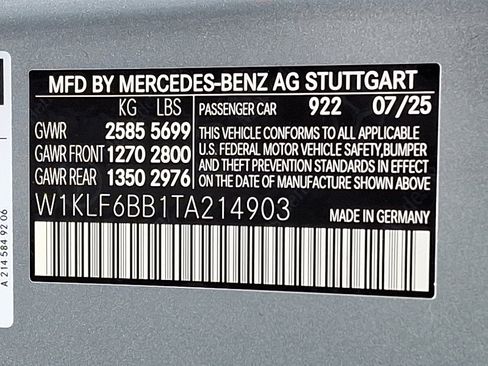 MFD BY MERCEDES-BENZ AG STUTTGART
KG LBS PASSENGER CAR 922 07/25
GVWR 2585 5699
GAWR FRONT 1270 2800
GAWR REAR 1350 2976
THIS VEHICLE CONFORMS TO ALL APPLICABLE
U.S. FEDERAL MOTOR VEHICLE SAFETY,BUMPER
AND THEFT PREVENTION STANDARDS IN EFFECT
ON THE DATE OF MANUFACTURE SHOWN ABOVE.
W1KLF6BB1TA214903 MADE IN GERMANY
A 214 584 92 06